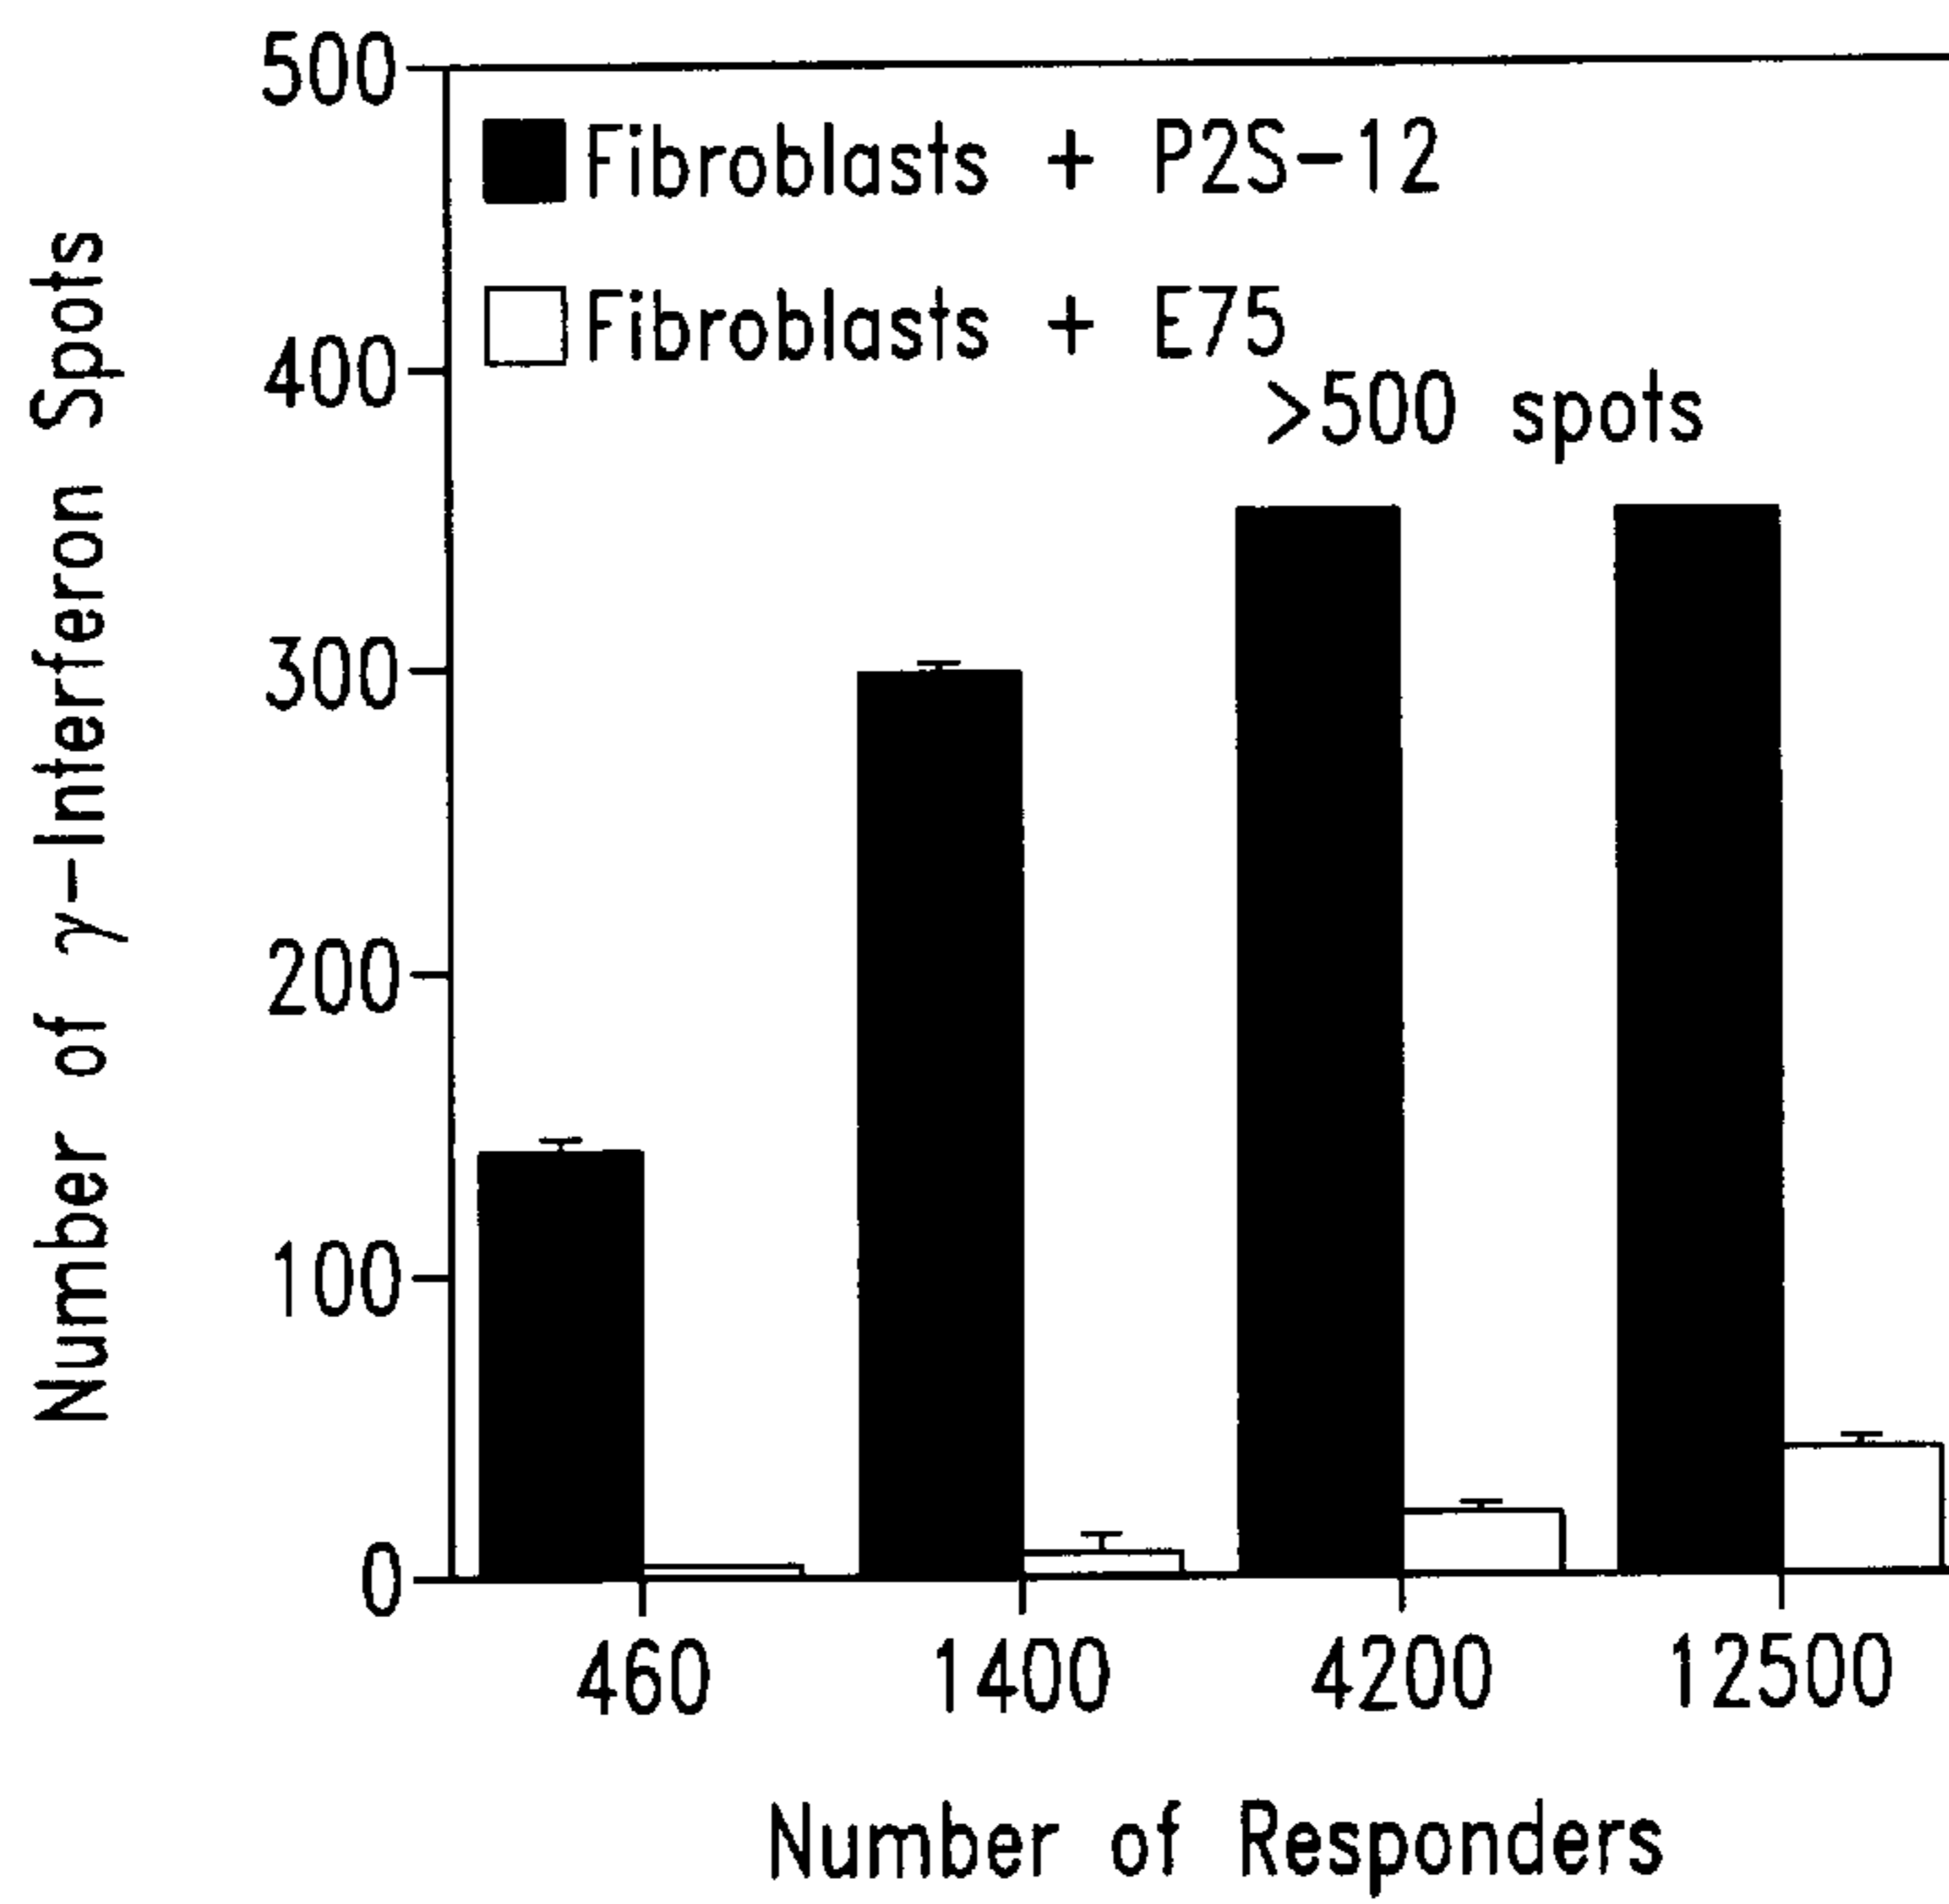 Number of γ-Interferon Spots
500
400
300
200
100
0
Fibroblasts + P2S-12
Fibroblasts + E75
>500 spots
460 1400 4200 12500
Number of Responders